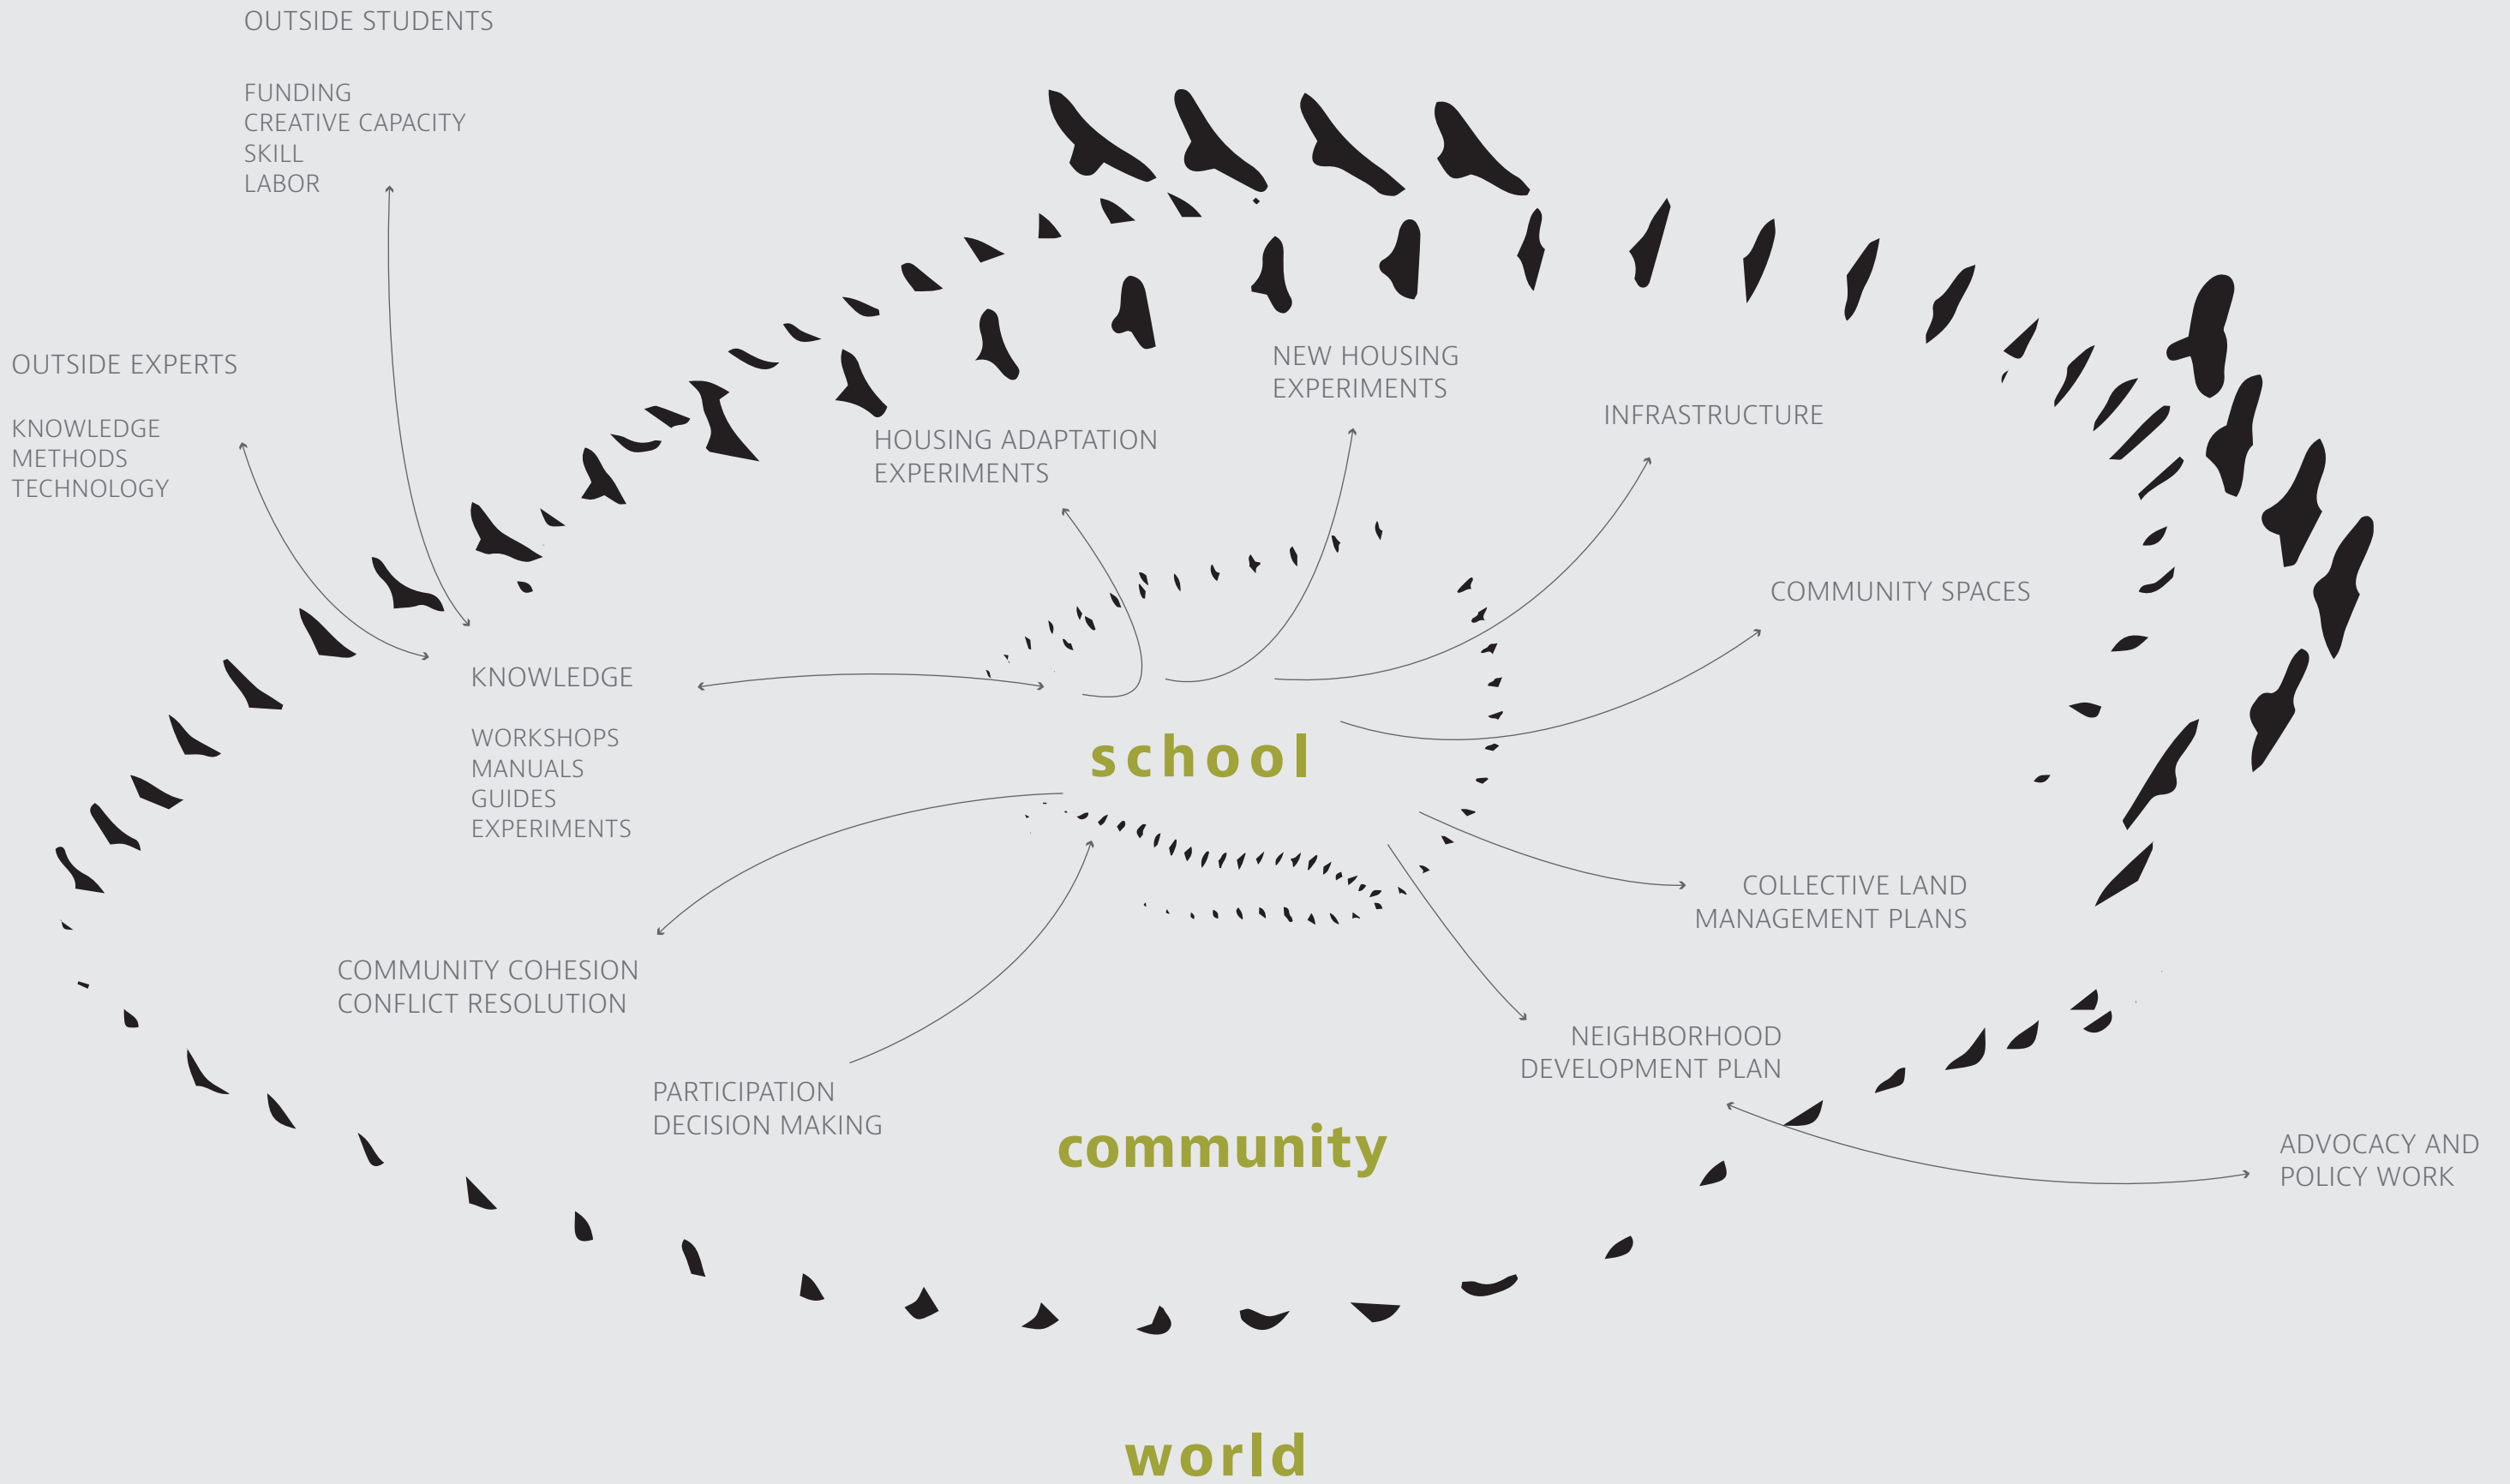 OUTSIDE STUDENTS
FUNDING
CREATIVE CAPACITY
SKILL
LABOR
OUTSIDE EXPERTS
KNOWLEDGE
METHODS
TECHNOLOGY
NEW HOUSING
EXPERIMENTS
INFRASTRUCTURE
HOUSING ADAPTATION
EXPERIMENTS
COMMUNITY SPACES
KNOWLEDGE
WORKSHOPS
MANUALS
GUIDES
EXPERIMENTS
school
COLLECTIVE LAND
MANAGEMENT PLANS
COMMUNITY COHESION
CONFLICT RESOLUTION
NEIGHBORHOOD
DEVELOPMENT PLAN
PARTICIPATION
DECISION MAKING
community
ADVOCACY AND
POLICY WORK
world